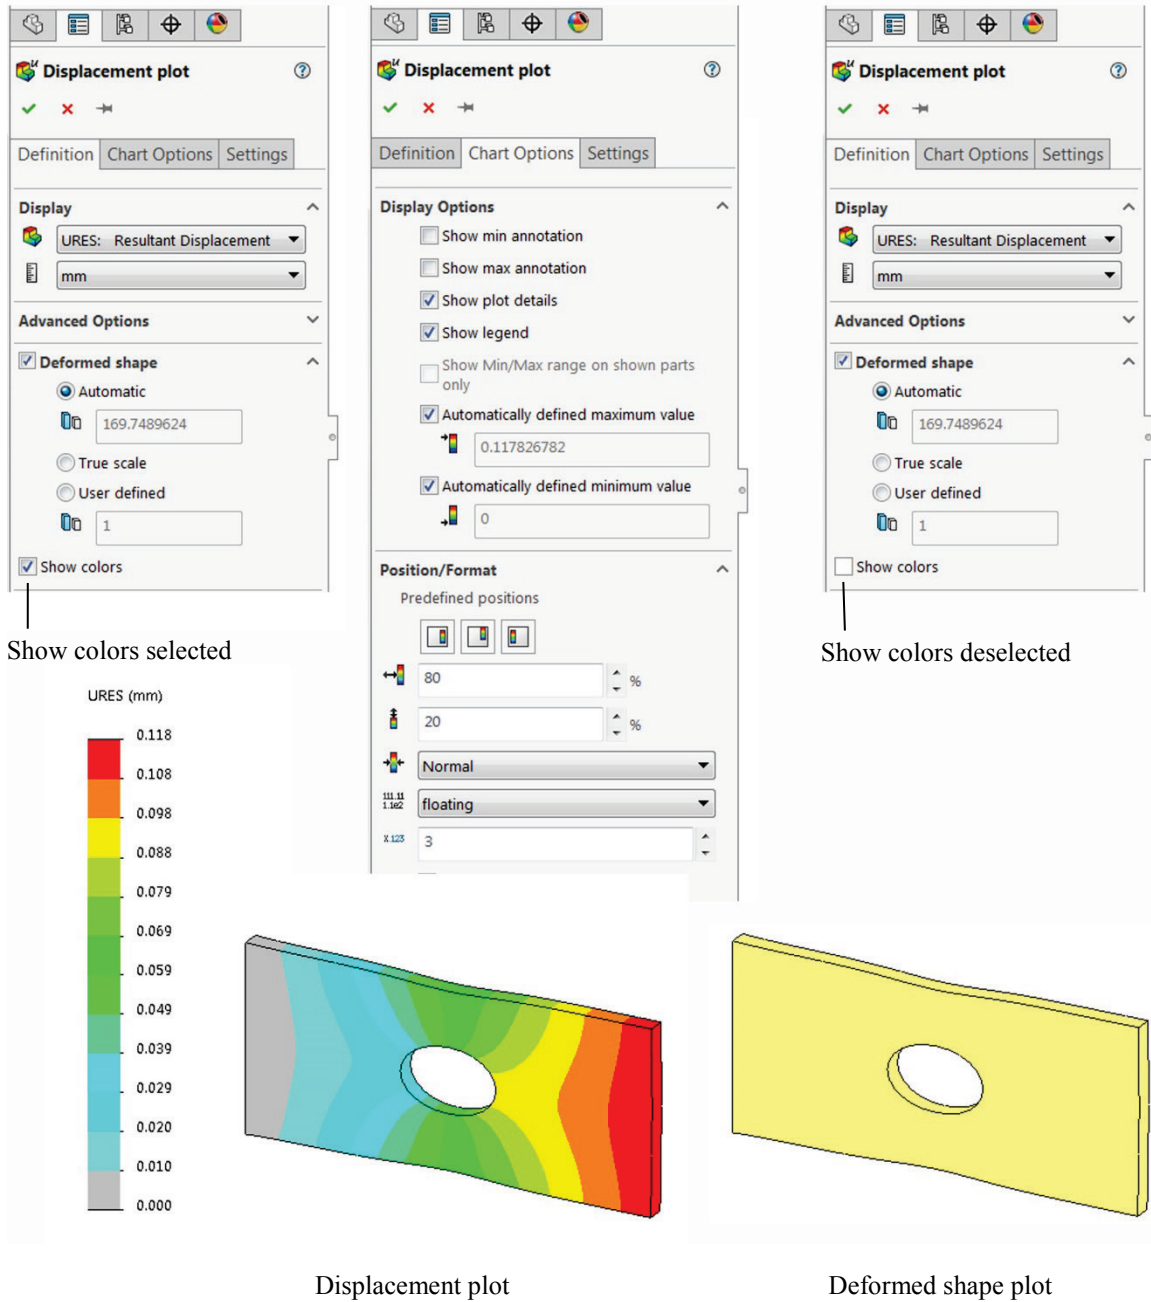 Displacement plot
Definition Chart Options Settings
Display
URES: Resultant Displacement
mm
Advanced Options
Deformed shape
Automatic
169.7489624
True scale
User defined
1
Show colors
Show colors selected
Displacement plot
Definition Chart Options Settings
Display Options
Show min annotation
Show max annotation
Show plot details
Show legend
Show Min/Max range on shown parts
only
Automatically defined maximum value
0.117826782
Automatically defined minimum value
0
Position/Format
Predefined positions
80 %
20 %
Normal
111.11
1.1e2
floating
X.123
3
Displacement plot
Definition Chart Options Settings
Display
URES: Resultant Displacement
mm
Advanced Options
Deformed shape
Automatic
169.7489624
True scale
User defined
1
Show colors
Show colors deselected
URES (mm)
0.118
0.108
0.098
0.088
0.079
0.069
0.059
0.049
0.039
0.029
0.020
0.010
0.000
Displacement plot
Deformed shape plot